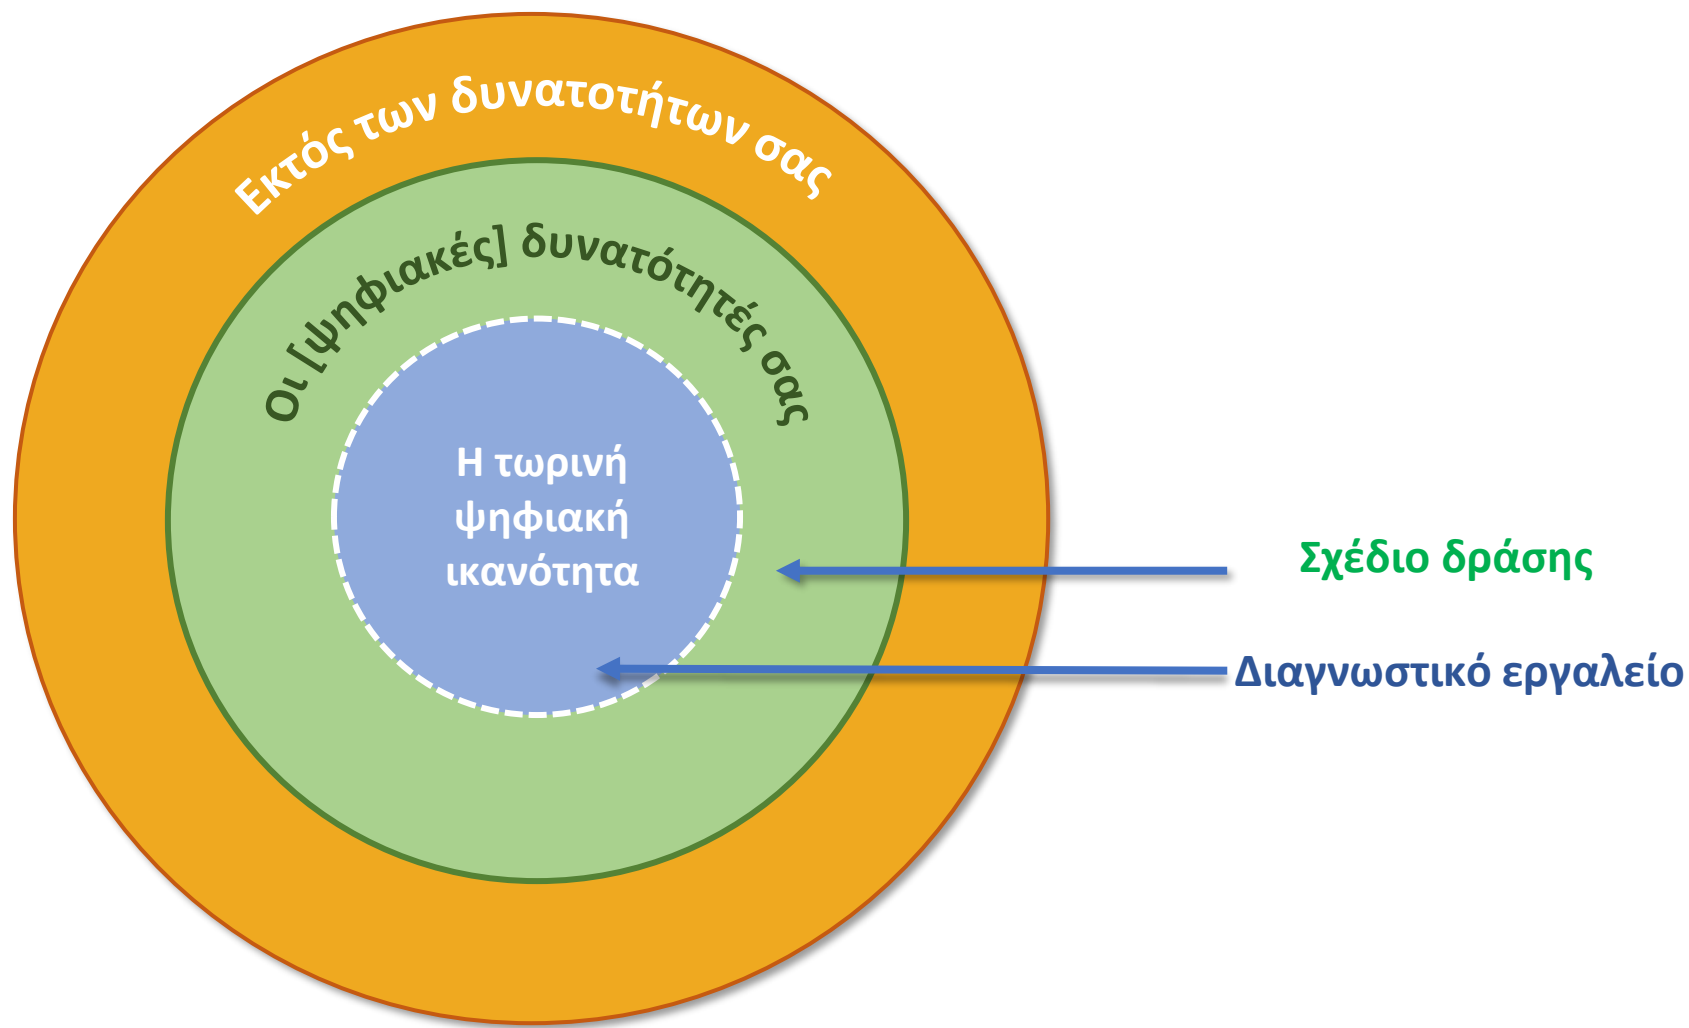 Εκτός των δυνατοτήτων σας
Οι [ψηφιακές] δυνατότητές σας
Η τωρινή
ψηφιακή
ικανότητα
Σχέδιο δράσης
Διαγνωστικό εργαλείο